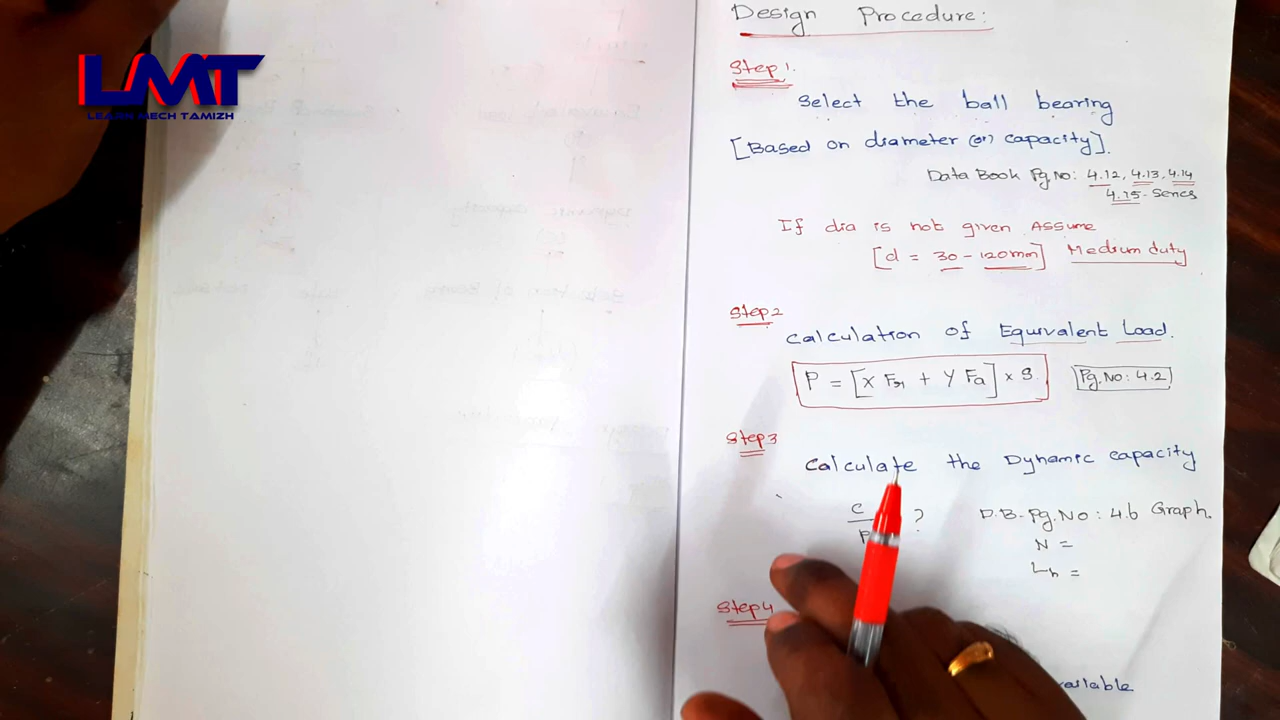 LMT
LEARN MECH TAMIZH
Design Procedure:
Step 1.
Select the ball bearing
[Based on diameter (or) capacity].
Data Book Pg No: 4.12, 4.13, 4.14
4.15 - Series
If dia is not given Assume
[d = 30 - 120mm] Medium duty
Step 2
Calculation of Equivalent Load.
P = [X Fr + Y Fa] × S. Pg. No: 4.2
Step 3
Calculate the Dynamic capacity
C
P ? D.B. Pg. No: 4.6 Graph.
N =
Lh =
Step 4